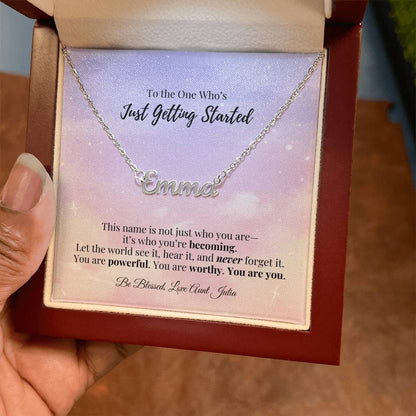 To the One Who's
Just Getting Started
Emma
This name is not just who you are—
it's who you're becoming.
Let the world see it, hear it, and never forget it.
You are powerful. You are worthy. You are you.
Be Blessed, Love Aunt Julia